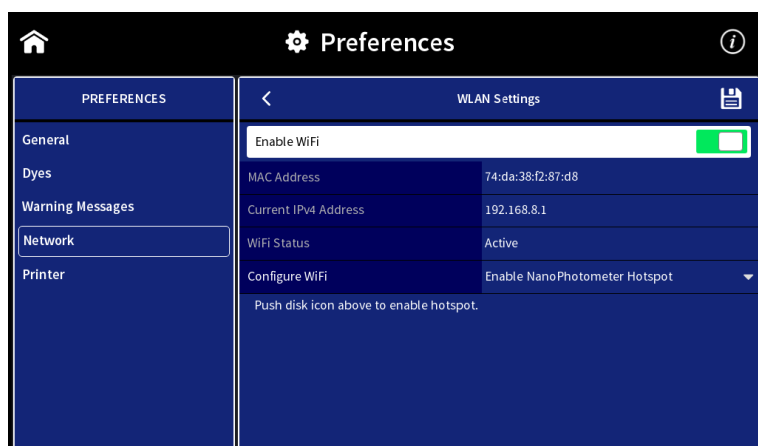 Preferences
i
PREFERENCES
WLAN Settings
General
Enable WiFi
Dyes
MAC Address 74:da:38:f2:87:d8
Warning Messages
Current IPv4 Address 192.168.8.1
Network
WiFi Status Active
Printer
Configure WiFi Enable NanoPhotometer Hotspot
Push disk icon above to enable hotspot.